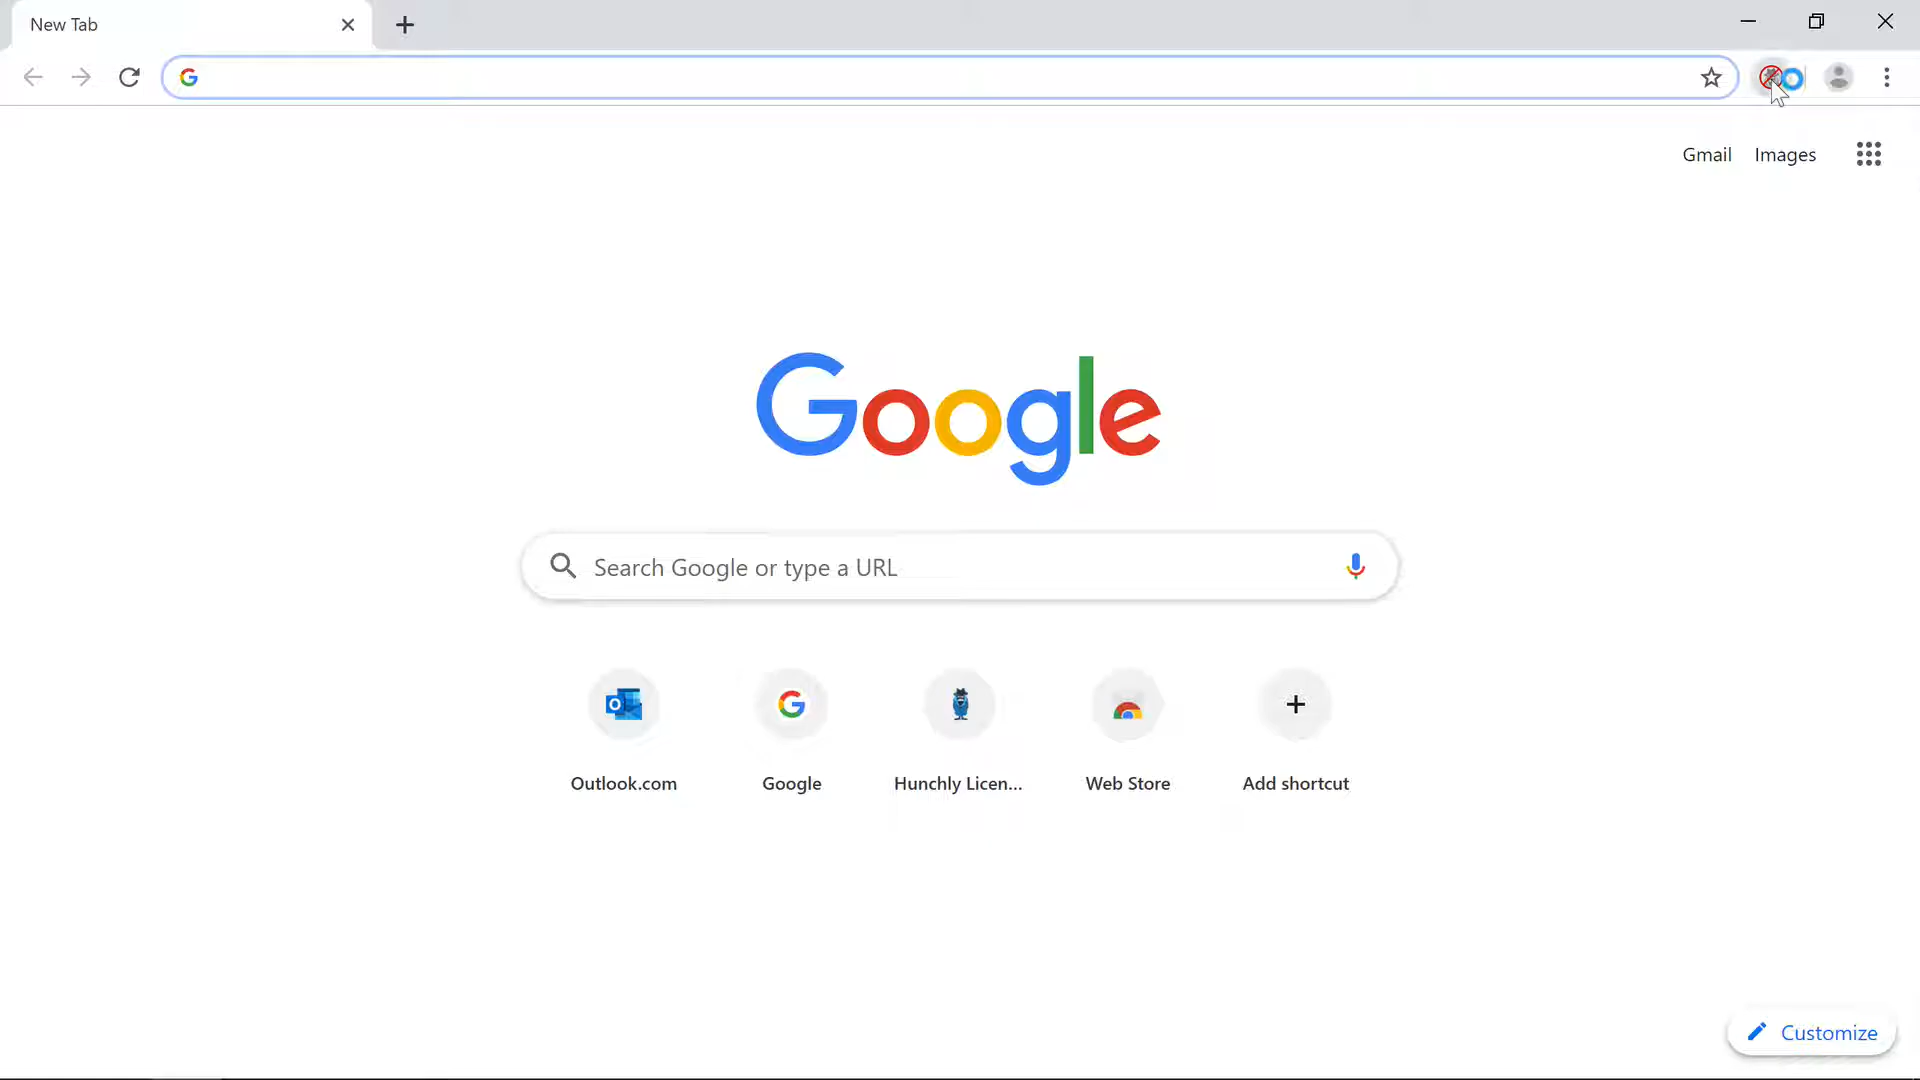 New Tab
Gmail Images
Google
Search Google or type a URL
Outlook.com
Google
Hunchly Licen...
Web Store
Add shortcut
Customize